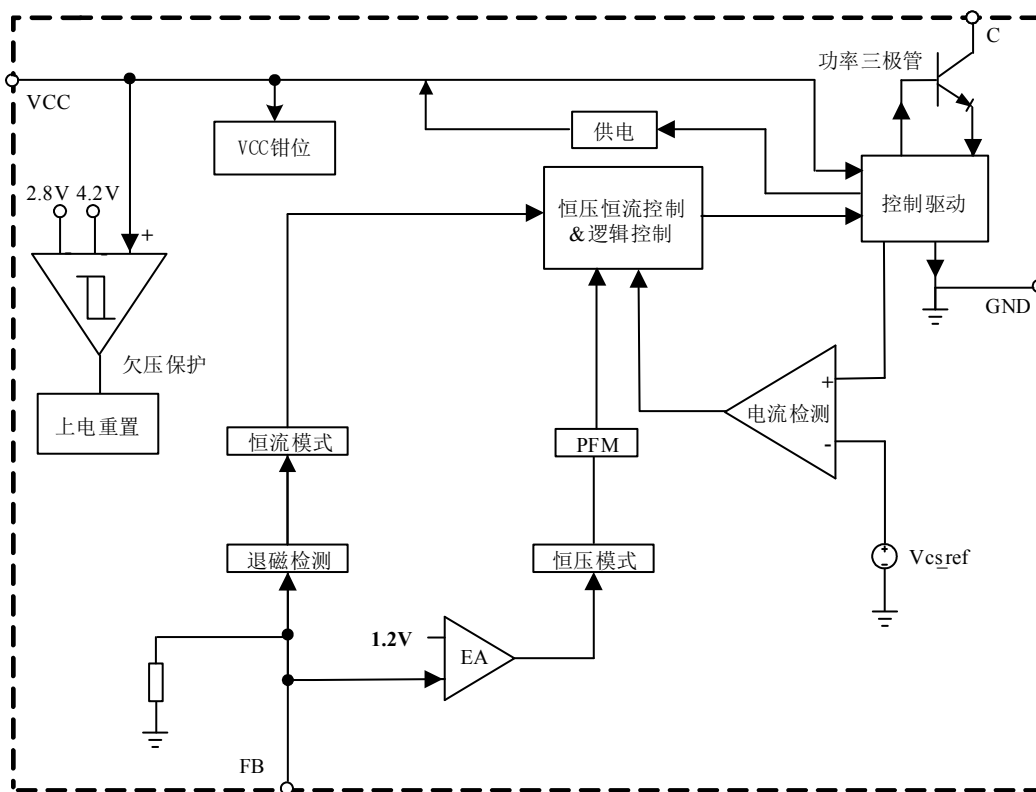 C
功率三极管
VCC
供电
VCC钳位
2.8V 4.2V
恒压恒流控制
&逻辑控制
控制驱动
+
-
-
GND
欠压保护
上电重置
+
电流检测
-
恒流模式
PFM
退磁检测
恒压模式
+
-
Vcs_ref
1.2V
EA
FB